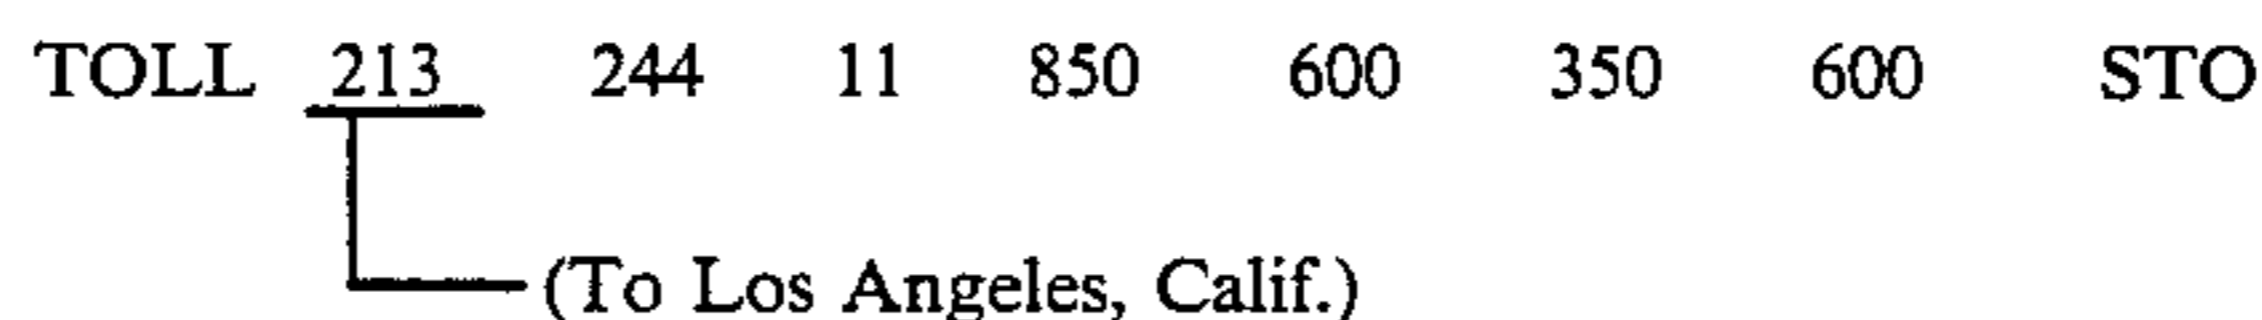 TOLL 213 244 11 850 600 350 600 STO
(To Los Angeles, Calif.)